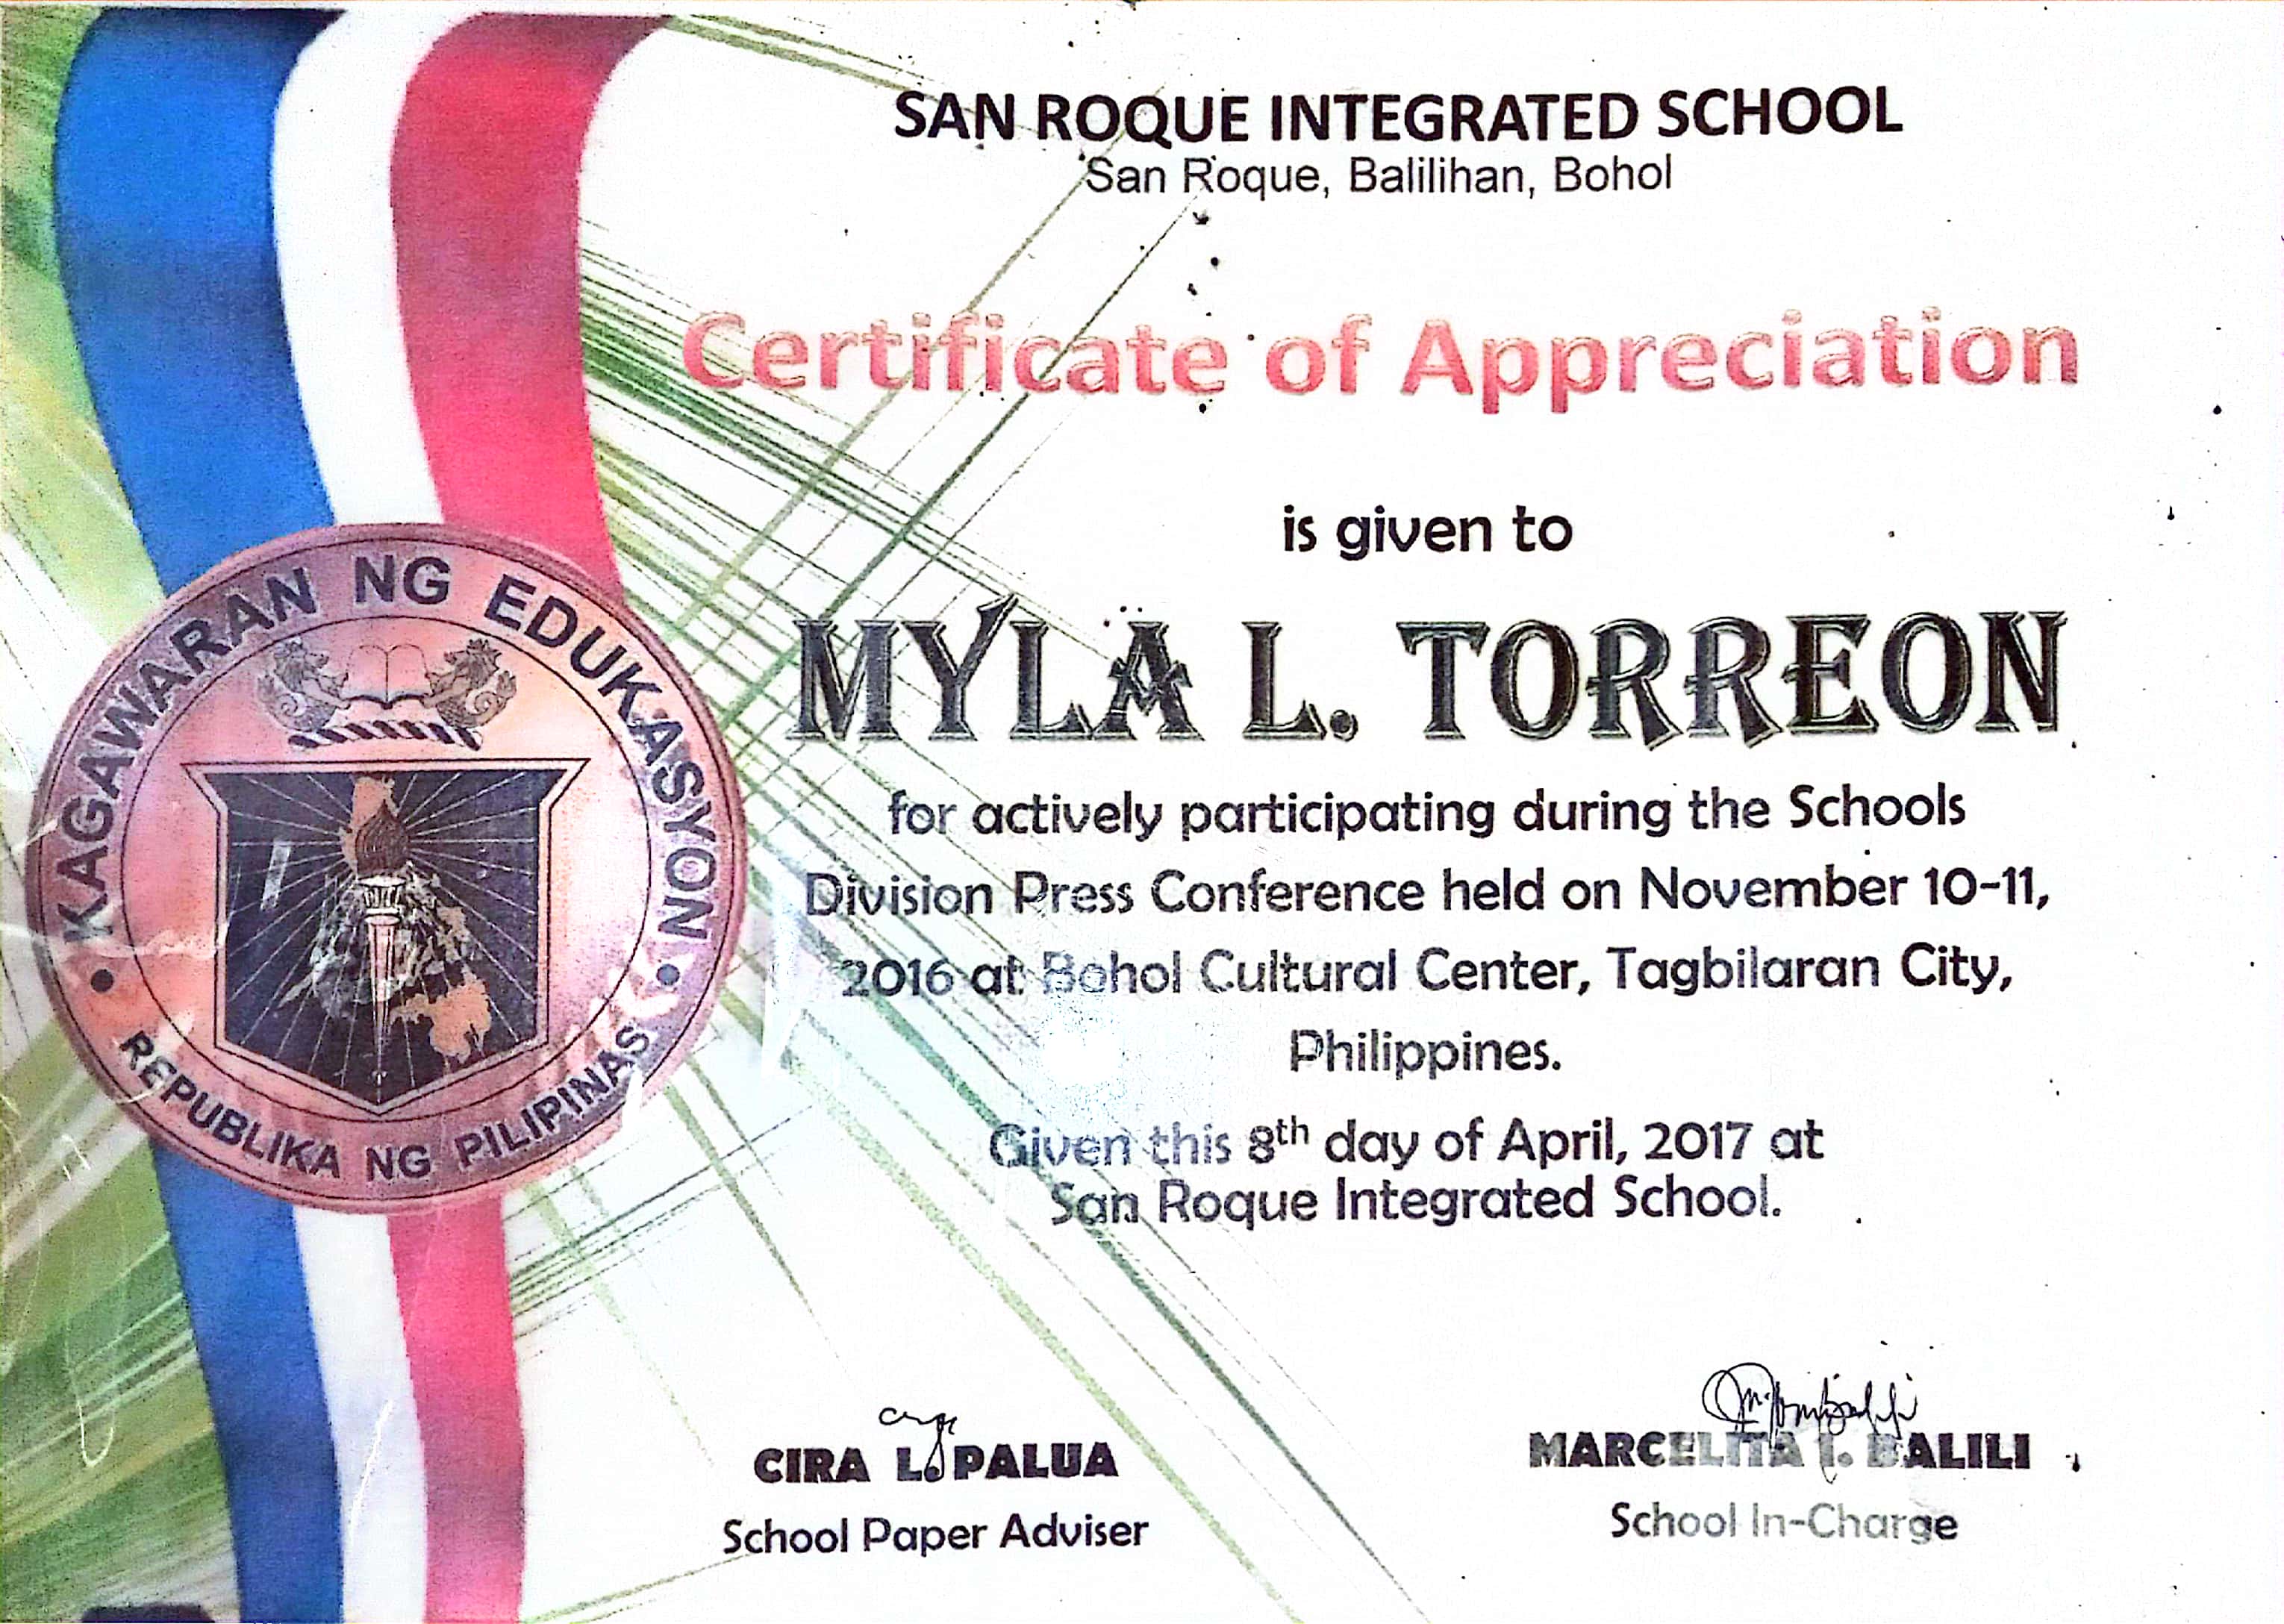 SAN ROQUE INTEGRATED SCHOOL
San Roque, Balilihan, Bohol
Certificate of Appreciation
is given to
MYLA L. TORREON
for actively participating during the Schools
Division Press Conference held on November 10-11,
2016 at Bohol Cultural Center, Tagbilaran City,
Philippines.
Given this 8th day of April, 2017 at
San Roque Integrated School.
CIRA L. PALUA
School Paper Adviser
MARCELITA I. BALILI
School In-Charge
KAGAWARAN NG EDUKASYON
REPUBLIKA NG PILIPINAS